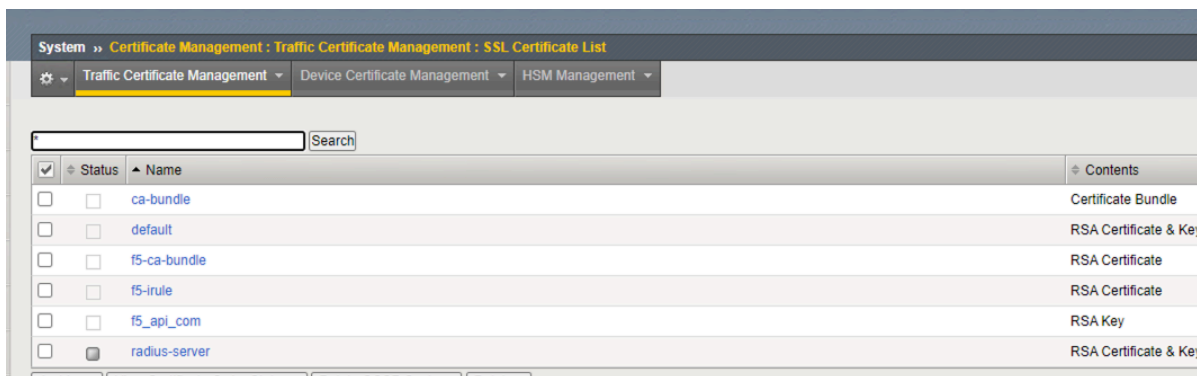 System » Certificate Management : Traffic Certificate Management : SSL Certificate List
Traffic Certificate Management Device Certificate Management HSM Management
* Search
Status Name Contents
ca-bundle Certificate Bundle
default RSA Certificate & Key
f5-ca-bundle RSA Certificate
f5-irule RSA Certificate
f5_api_com RSA Key
radius-server RSA Certificate & Key